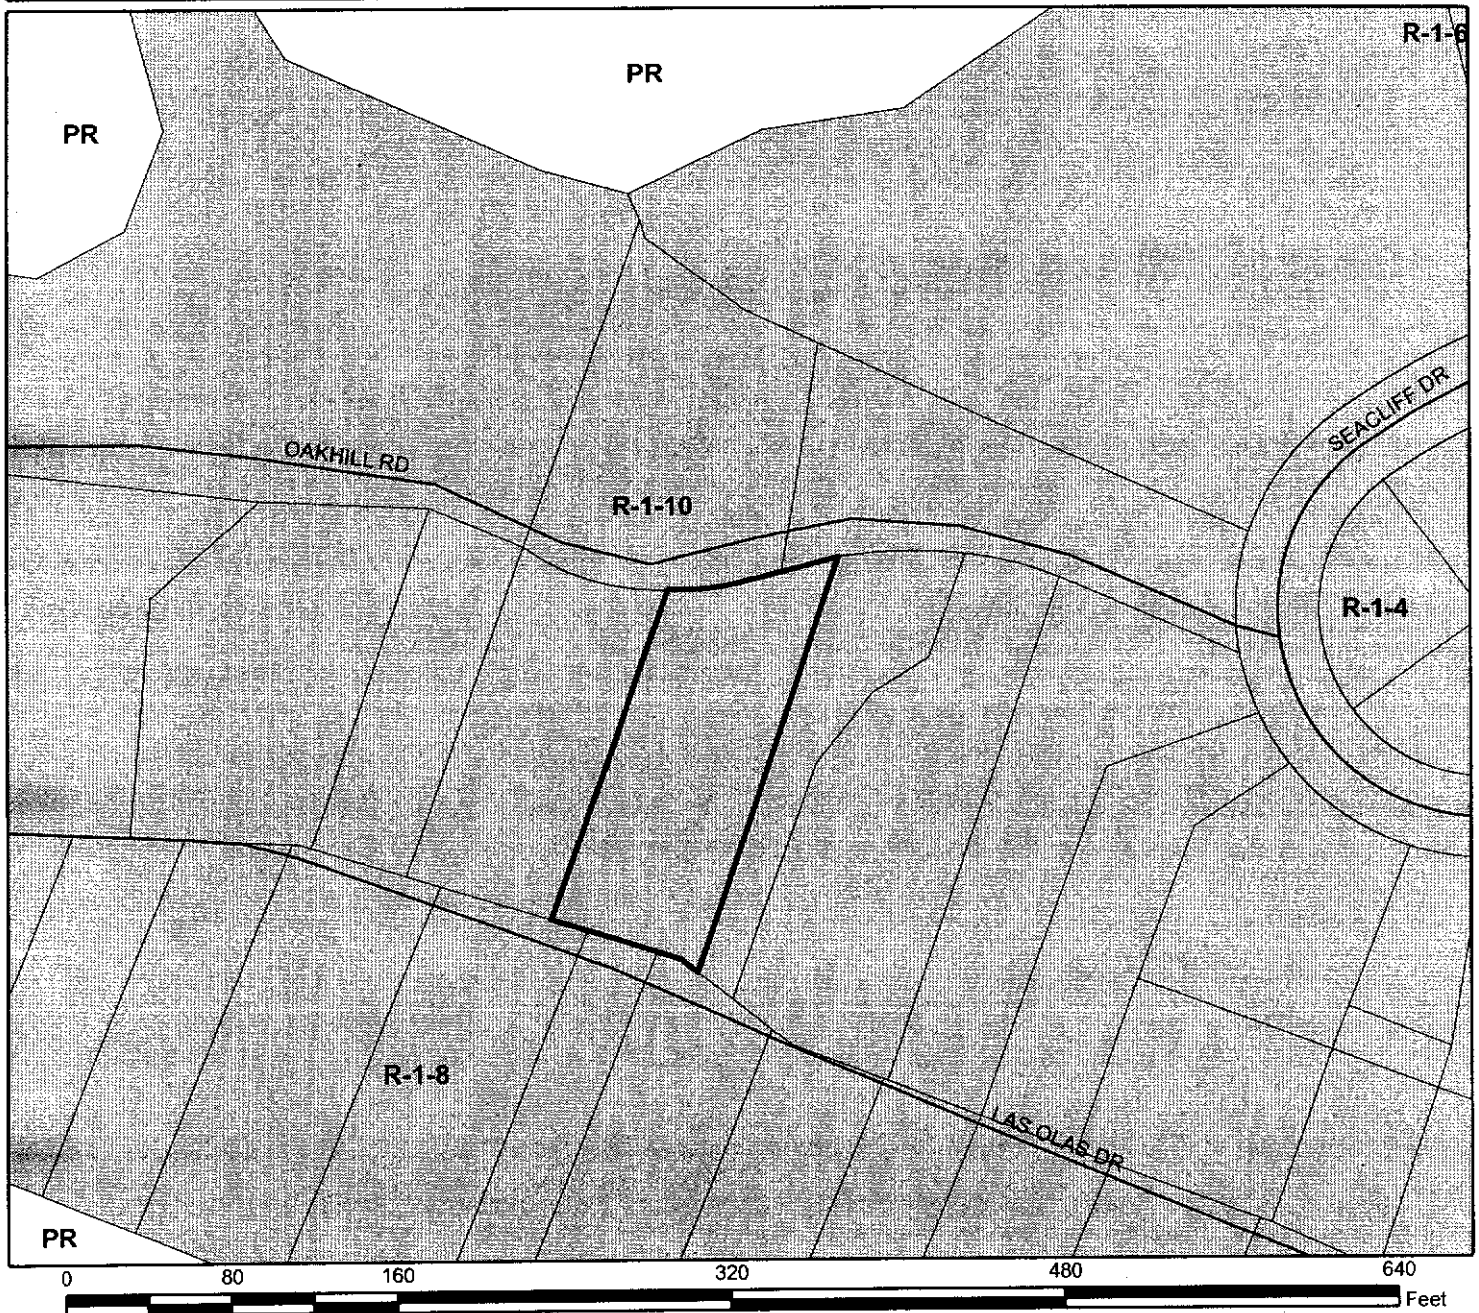 R-1-6
PR
PR
SEACLIFF DR
OAKHILL RD
R-1-10
R-1-4
R-1-8
LAS OLAS DR
PR
0 80 160 320 480 640
Feet